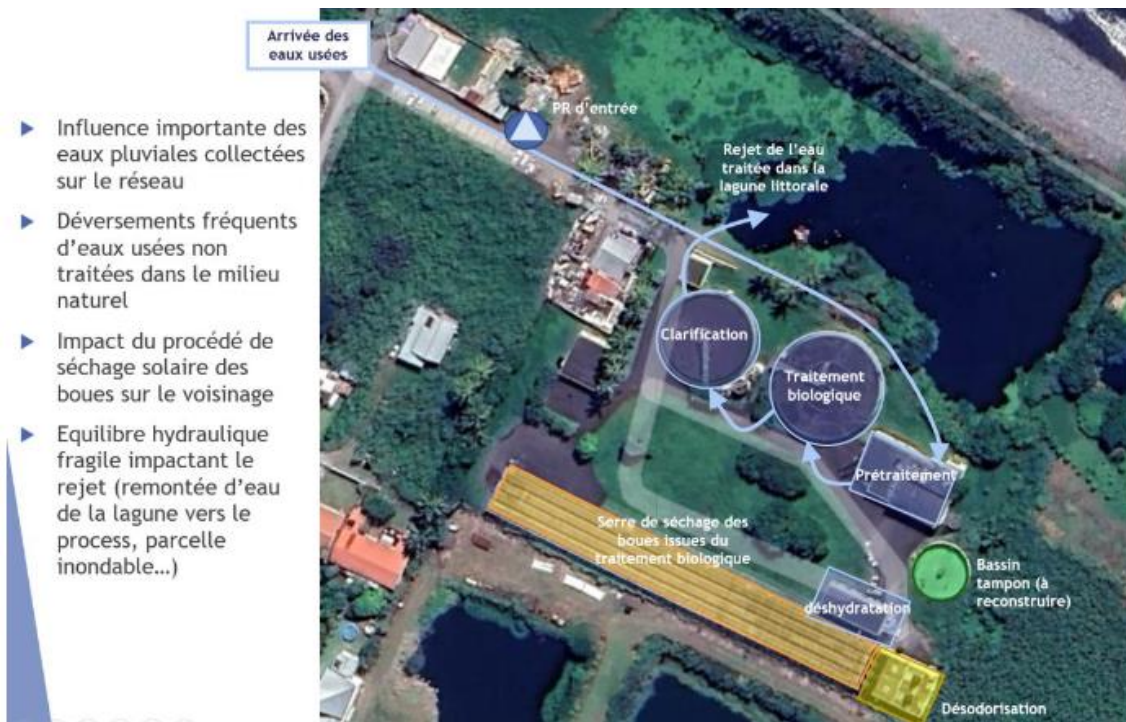 Arrivée des
eaux usées
Influence importante des
eaux pluviales collectées
sur le réseau
Déversements fréquents
d'eaux usées non
traitées dans le milieu
naturel
Impact du procédé de
séchage solaire des
boues sur le voisinage
Equilibre hydraulique
fragile impactant le
rejet (remontée d'eau
de la lagune vers le
process, parcelle
inondable…)
PR d'entrée
Rejet de l'eau
traitée dans la
lagune littorale
Clarification
Traitement
biologique
Prétraitement
Serre de séchage des
boues issues du
traitement biologique
Bassin
tampon (à
reconstruire)
déshydratation
Désodorisation